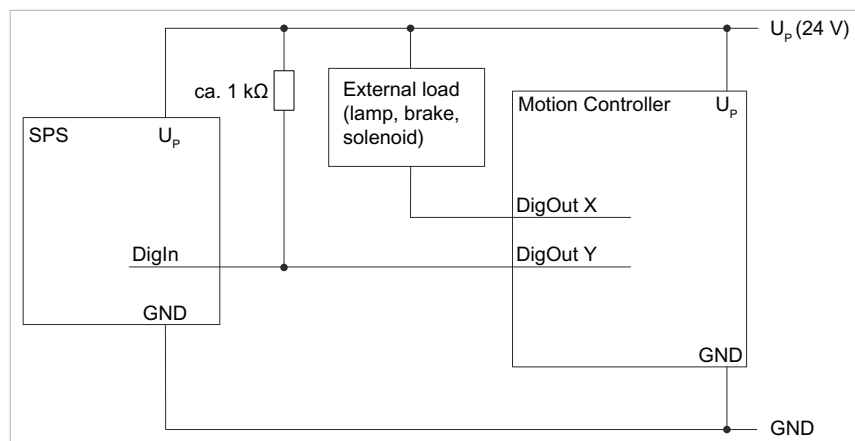 U_P (24 V)
ca. 1 kΩ
External load
(lamp, brake,
solenoid)
Motion Controller
U_P
SPS
U_P
DigOut X
DigIn
DigOut Y
GND
GND
GND